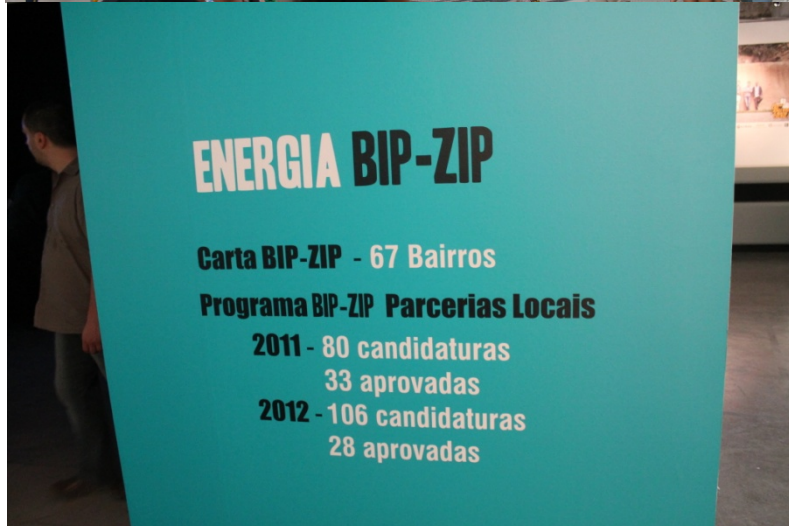 ENERGIA BIP-ZIP
Carta BIP-ZIP - 67 Bairros
Programa BIP-ZIP Parcerias Locais
2011 - 80 candidaturas
33 aprovadas
2012 - 106 candidaturas
28 aprovadas